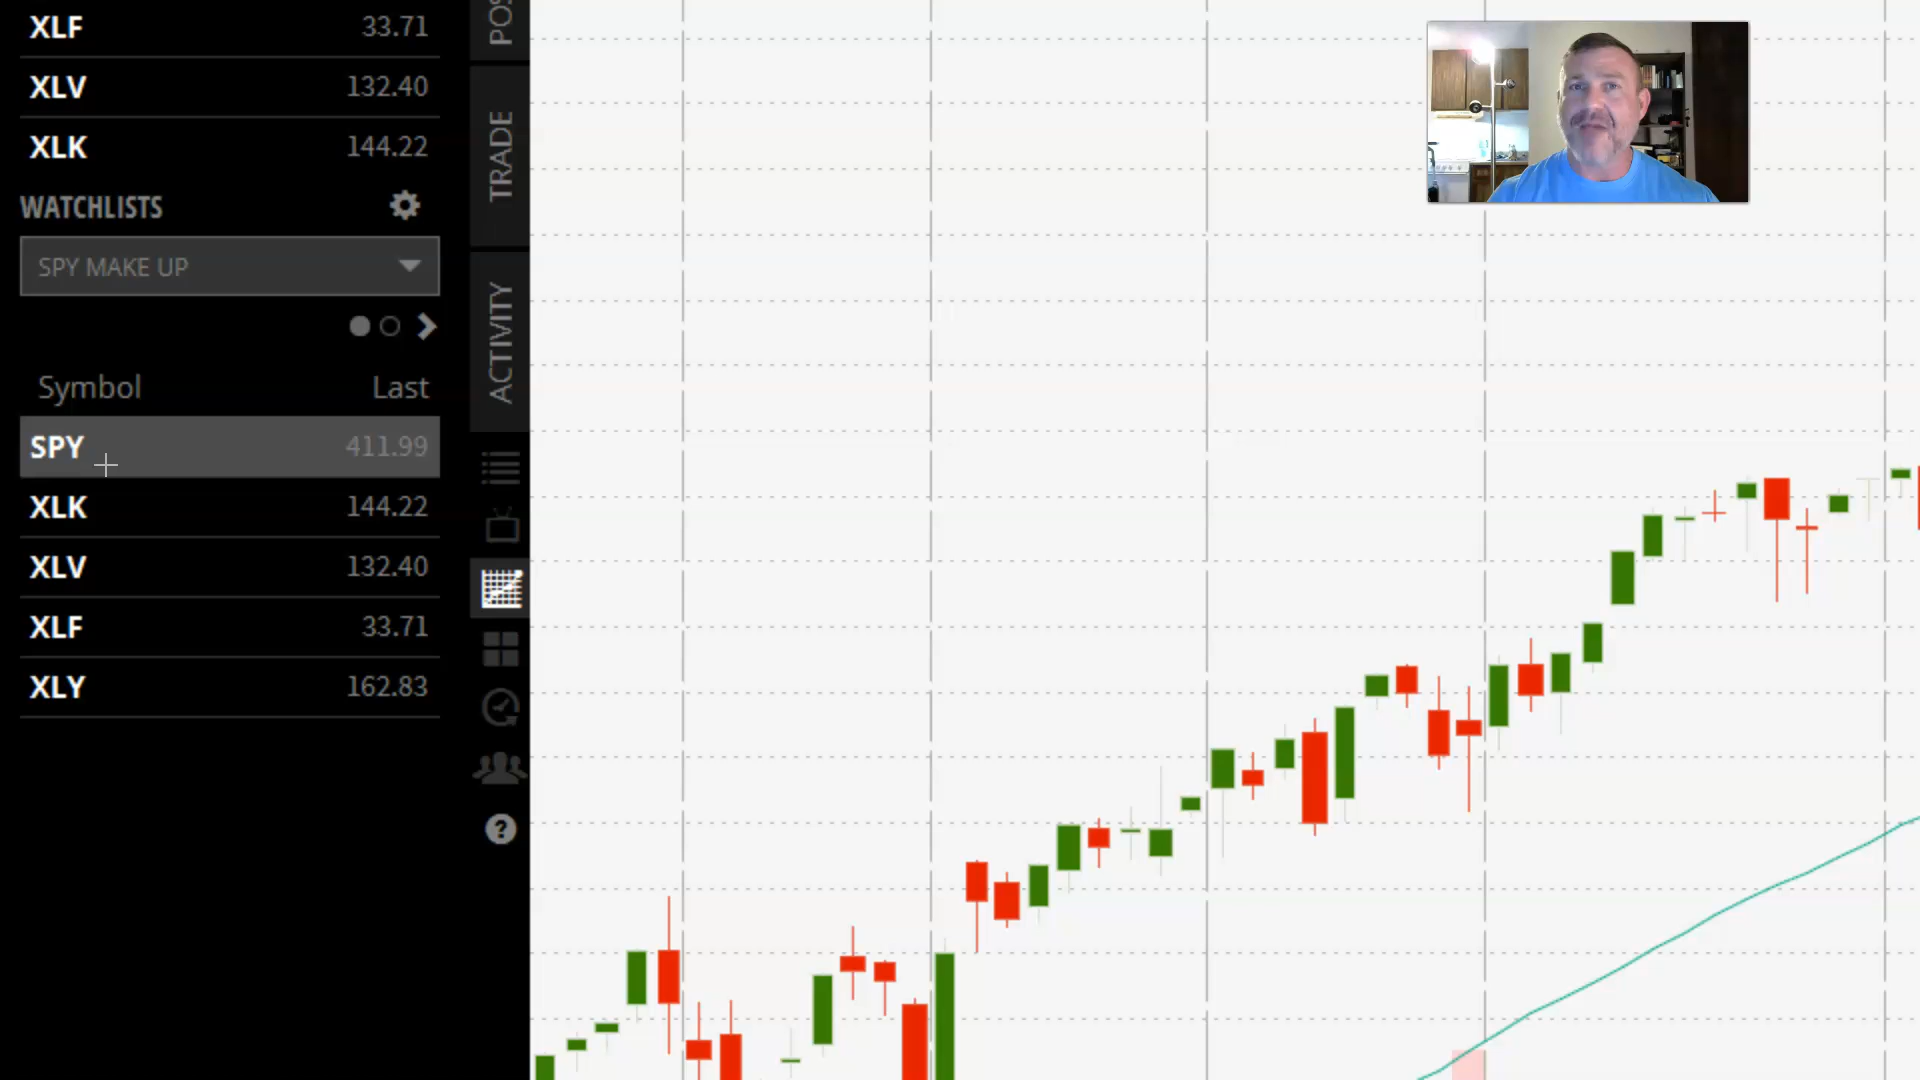 XLF 33.71
XLV 132.40
XLK 144.22
WATCHLISTS
SPY MAKE UP
Symbol Last
SPY 411.99
XLK 144.22
XLV 132.40
XLF 33.71
XLY 162.83
POS
TRADE
ACTIVITY
?